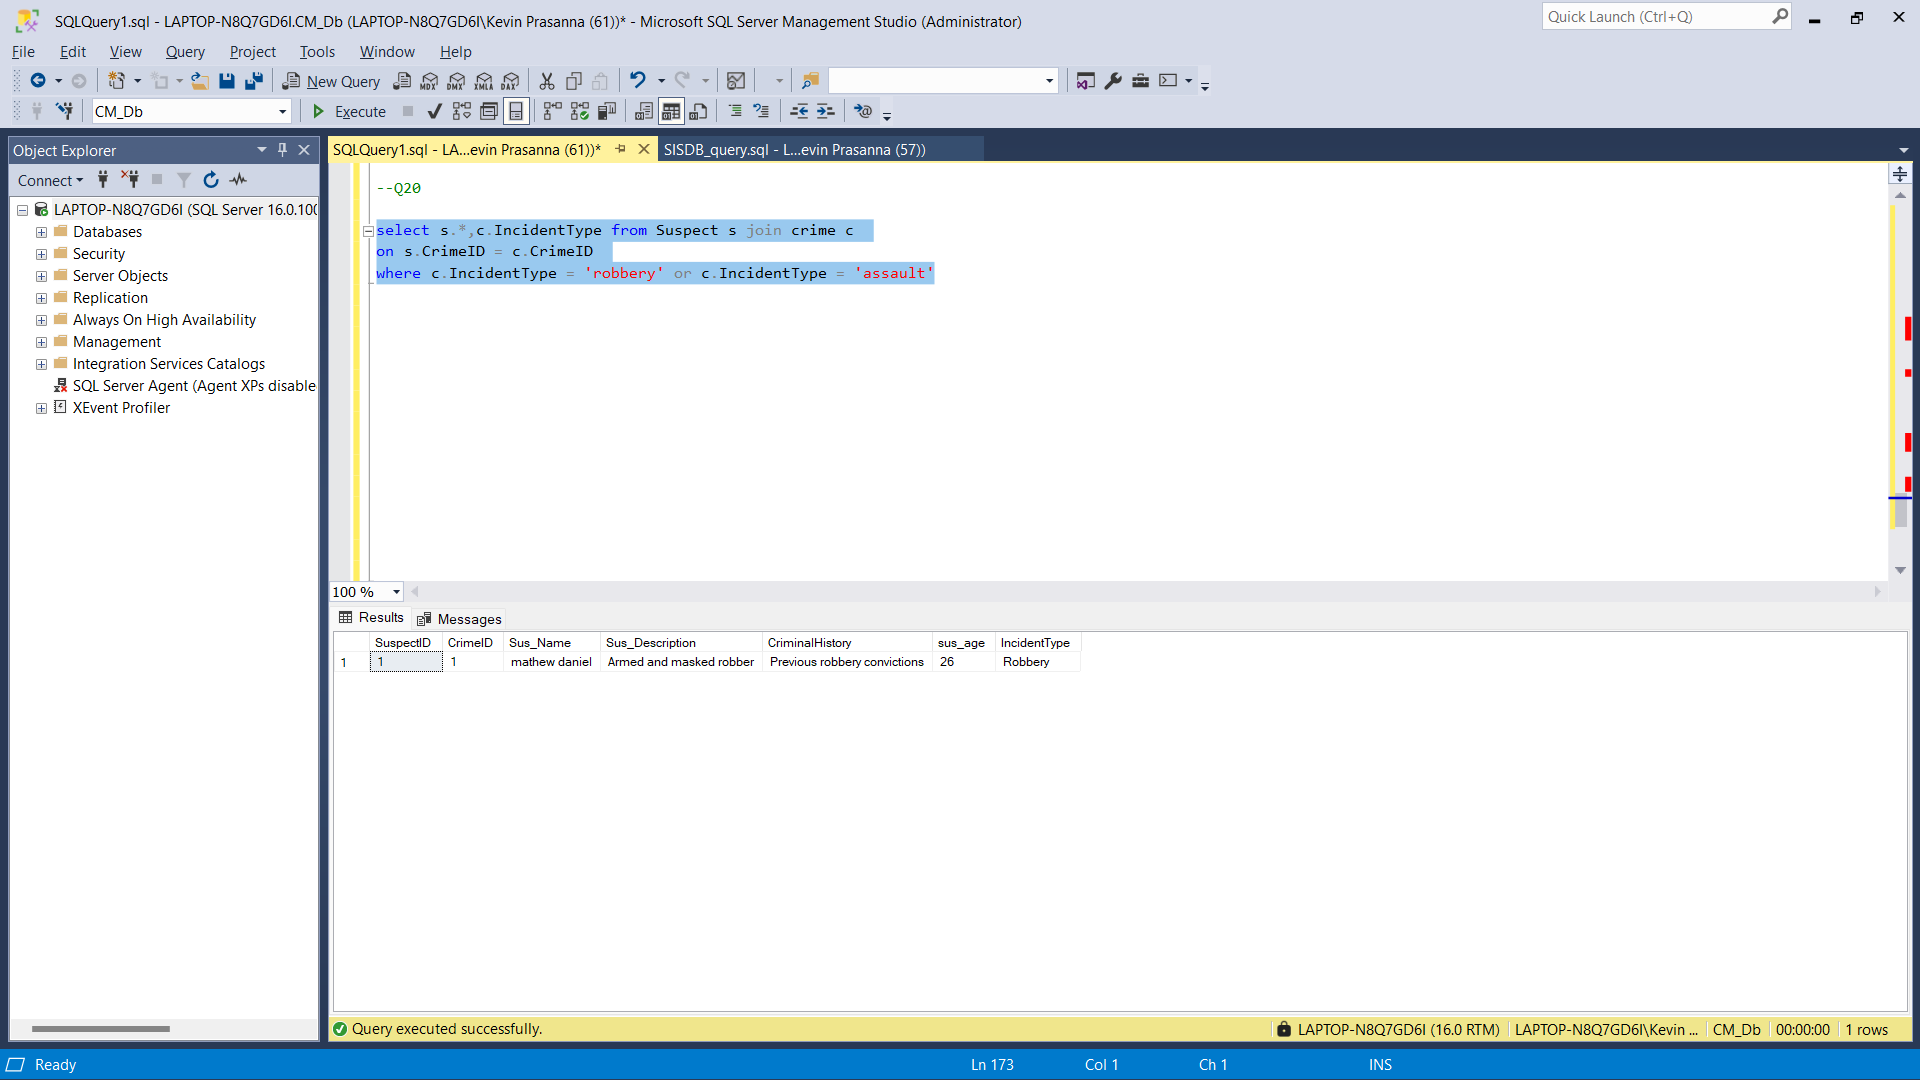 SQLQuery1.sql - LAPTOP-N8Q7GD6I.CM_Db (LAPTOP-N8Q7GD6I\Kevin Prasanna (61))* - Microsoft SQL Server Management Studio (Administrator)
Quick Launch (Ctrl+Q)
File Edit View Query Project Tools Window Help
New Query MDX DMX XMLA DAX
CM_Db Execute
Object Explorer
SQLQuery1.sql - LA...evin Prasanna (61))* SISDB_query.sql - L...evin Prasanna (57))
Connect
LAPTOP-N8Q7GD6I (SQL Server 16.0.100
Databases
Security
Server Objects
Replication
Always On High Availability
Management
Integration Services Catalogs
SQL Server Agent (Agent XPs disable
XEvent Profiler
--Q20
select s.*,c.IncidentType from Suspect s join crime c
on s.CrimeID = c.CrimeID
where c.IncidentType = 'robbery' or c.IncidentType = 'assault'
100 %
Results Messages
SuspectID CrimeID Sus_Name Sus_Description CriminalHistory sus_age IncidentType
1 1 1 mathew daniel Armed and masked robber Previous robbery convictions 26 Robbery
Query executed successfully. LAPTOP-N8Q7GD6I (16.0 RTM) LAPTOP-N8Q7GD6I\Kevin ... CM_Db 00:00:00 1 rows
Ready Ln 173 Col 1 Ch 1 INS